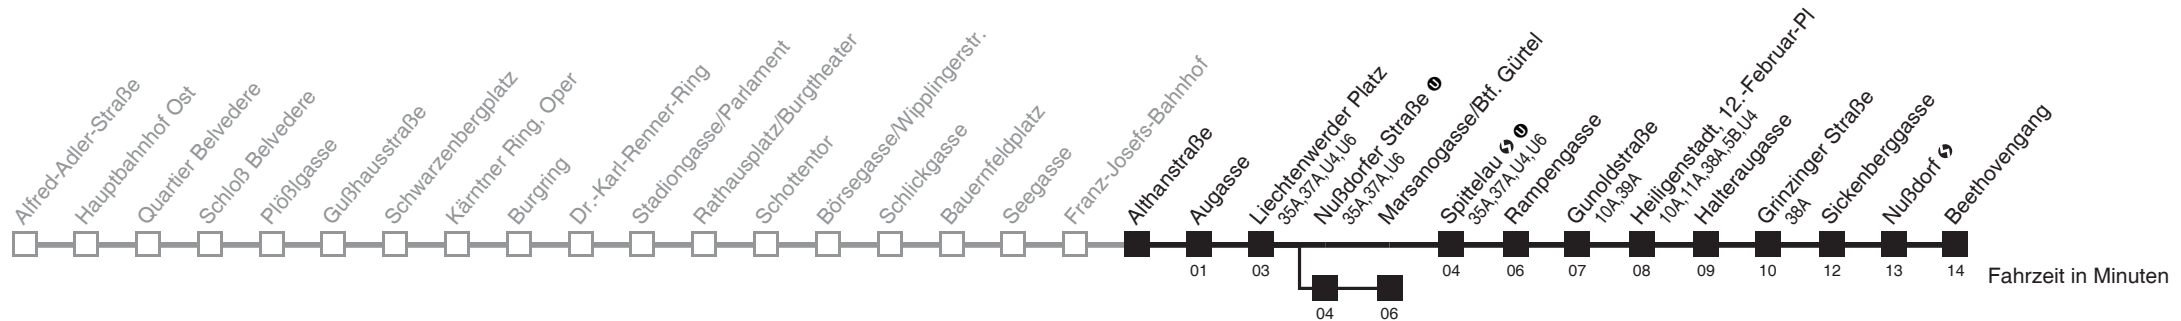 Alfred-Adler-Straße
Hauptbahnhof Ost
Quartier Belvedere
Schloß Belvedere
Plößlgasse
Gußhausstraße
Schwarzenbergplatz
Kärntner Ring, Oper
Burgring
Dr.-Karl-Renner-Ring
Stadiongasse/Parlament
Rathausplatz/Burgtheater
Schottentor
Börsegasse/Wipplingerstr.
Schlickgasse
Bauernfeldplatz
Seegasse
Franz-Josefs-Bahnhof
Althanstraße
Augasse
Liechtenwerder Platz
35A,37A,U4,U6
Nußdorfer Straße U
35A,37A,U6
Marsanogasse/Btf. Gürtel
Spittelau S U
35A,37A,U4,U6
Rampengasse
Gunoldstraße
10A,39A
Heiligenstadt, 12.-Februar-Pl
10A,11A,38A,5B,U4
Halteraugasse
Grinzinger Straße
38A
Sickenberggasse
Nußdorf S
Beethovengang
01 03 04 06 07 08 09 10 12 13 14
Fahrzeit in Minuten
04 06